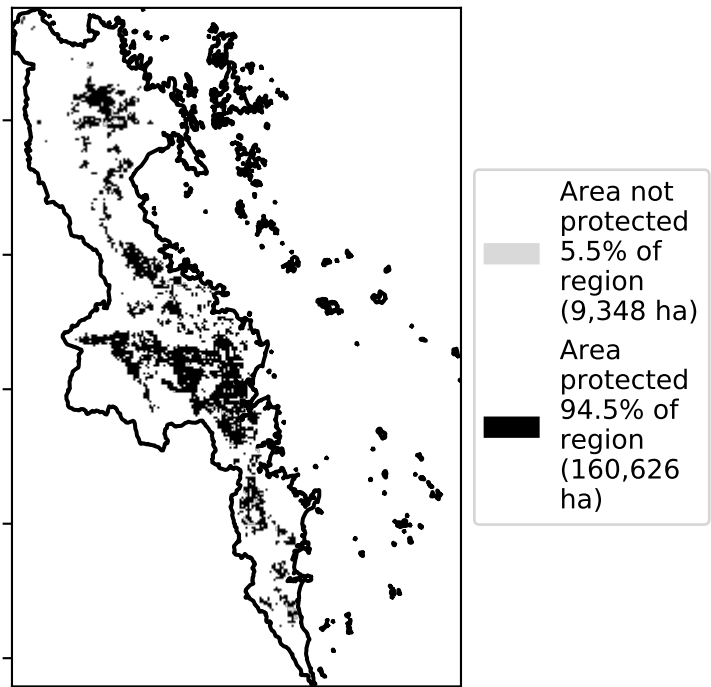 Area not
protected
5.5% of
region
(9,348 ha)
Area
protected
94.5% of
region
(160,626
ha)